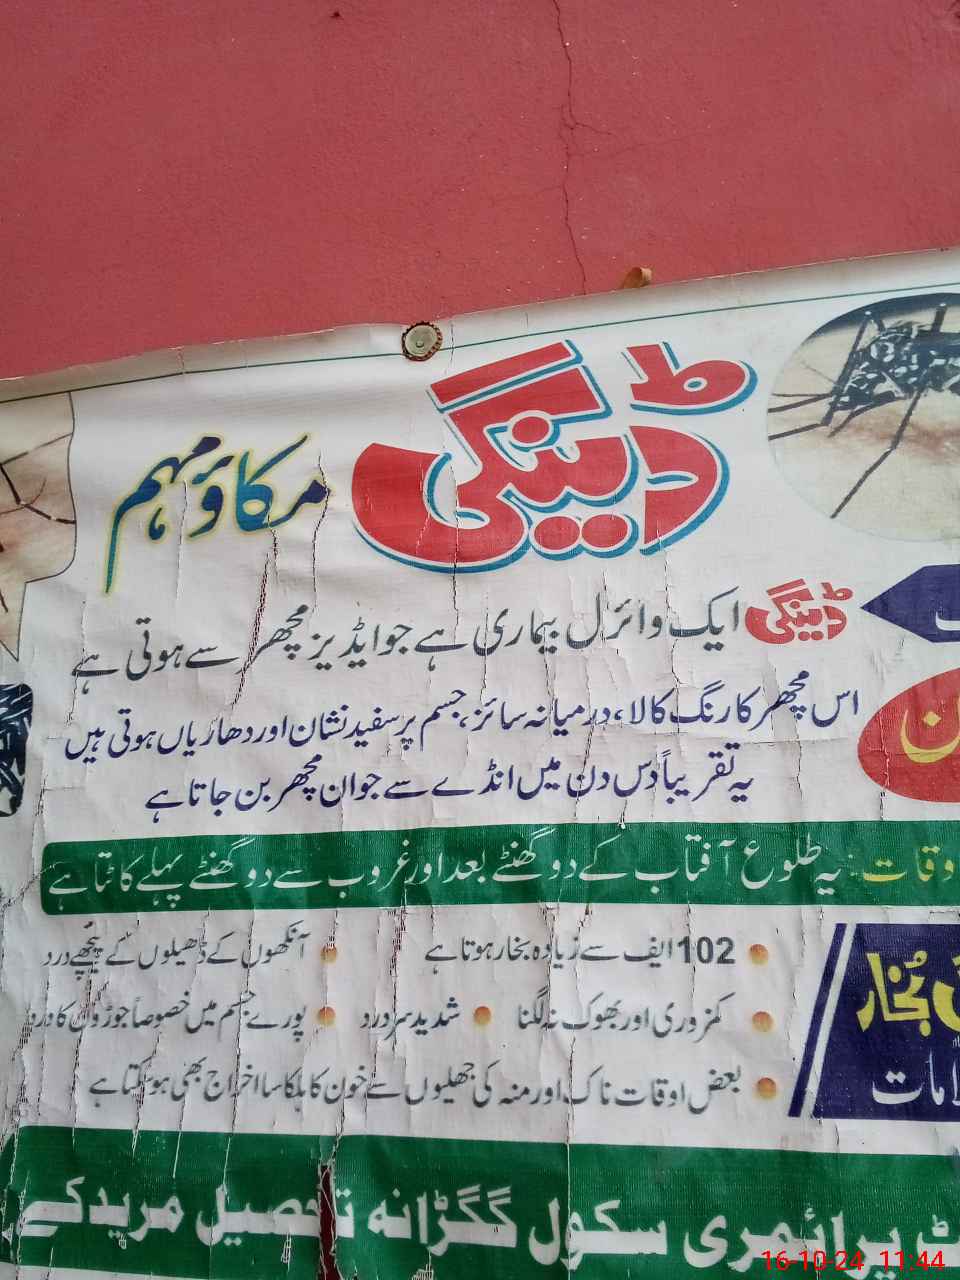 ڈینگی مکاؤ مہم
ڈینگی ایک وائرل بیماری ہے جو ایڈیز مچھر سے ہوتی ہے
اس مچھر کا رنگ کالا، درمیانہ سائز، جسم پر سفید نشان اور دھاریاں ہوتی ہیں
یہ تقریباً دس دن میں انڈے سے جوان مچھر بن جاتا ہے
یہ طلوع آفتاب کے دو گھنٹے بعد اور غروب سے دو گھنٹے پہلے کاٹتا ہے
102 ایف سے زیادہ بخار ہوتا ہے
آنکھوں کے ڈھیلوں کے پیچھے درد
بخار
کمزوری اور بھوک نہ لگنا
شدید سر درد
پورے جسم میں خصوصاً جوڑوں کا درد
بعض اوقات ناک اور منہ کی جھلیوں سے خون کا ہلکا سا اخراج بھی ہو سکتا ہے
پرائمری سکول گگڑانہ تحصیل مریدکے
16-10-24 11:44